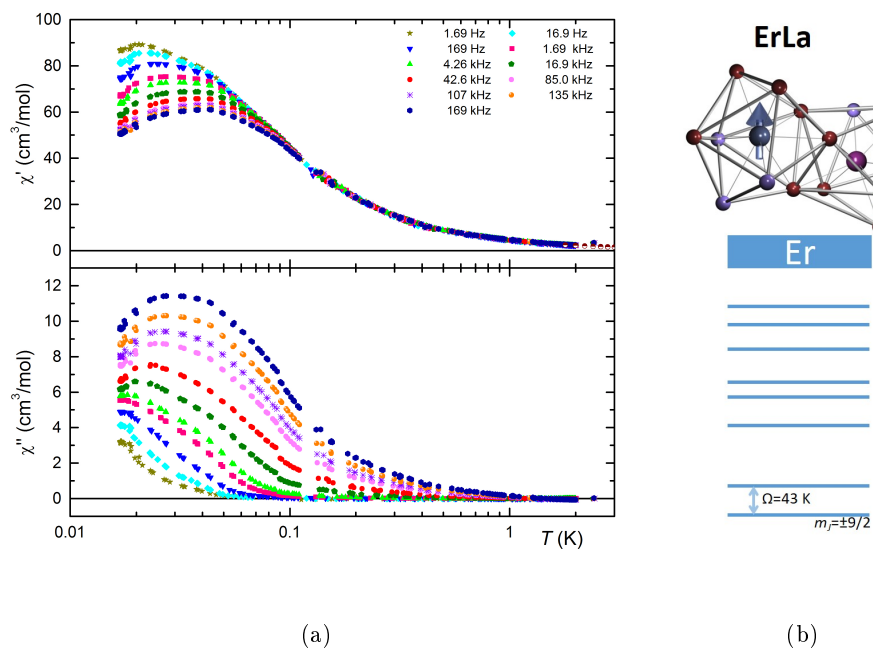 χ' (cm³/mol)
100
80
60
40
20
0
1.69 Hz
16.9 Hz
169 Hz
1.69 kHz
4.26 kHz
16.9 kHz
42.6 kHz
85.0 kHz
107 kHz
135 kHz
169 kHz
χ" (cm³/mol)
12
10
8
6
4
2
0
0.01
0.1
1
T (K)
(a)
ErLa
Er
Ω=43 K
mJ=±9/2
(b)